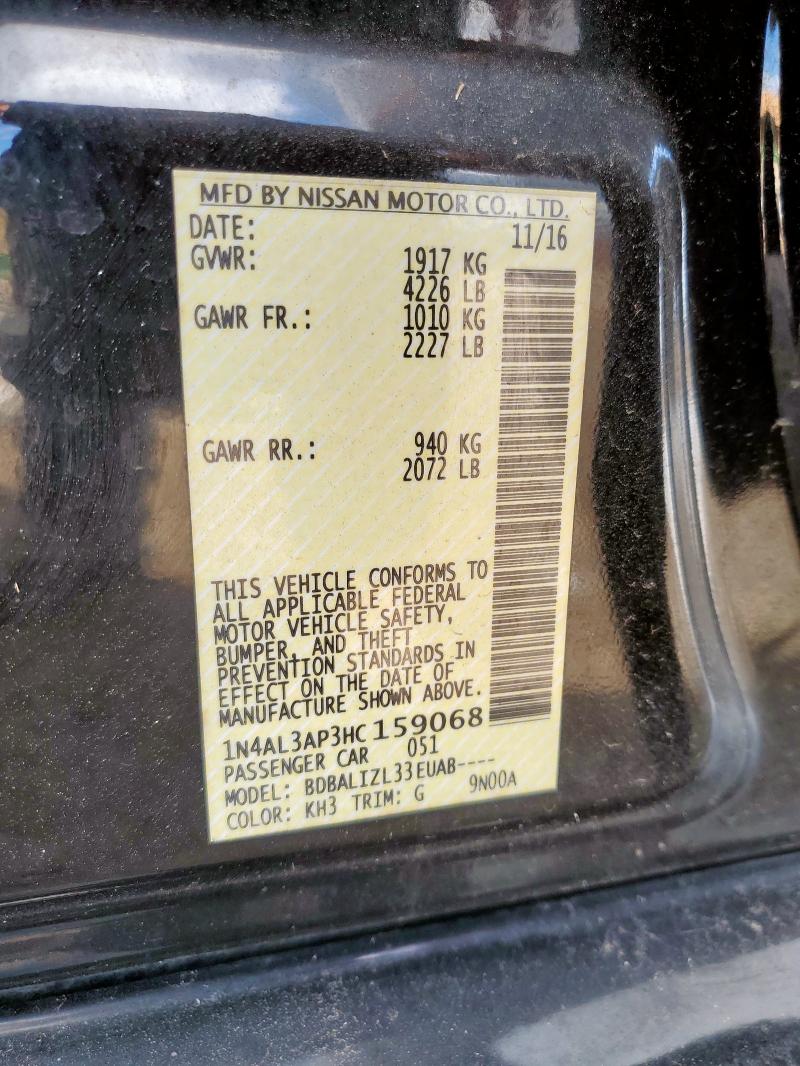 MFD BY NISSAN MOTOR CO., LTD.
DATE: 11/16
GVWR: 1917 KG
4226 LB
GAWR FR.: 1010 KG
2227 LB
GAWR RR.: 940 KG
2072 LB
THIS VEHICLE CONFORMS TO
ALL APPLICABLE FEDERAL
MOTOR VEHICLE SAFETY,
BUMPER, AND THEFT
PREVENTION STANDARDS IN
EFFECT ON THE DATE OF
MANUFACTURE SHOWN ABOVE.
1N4AL3AP3HC159068
PASSENGER CAR 051
MODEL: BDBALIZL33EUAB----
COLOR: KH3 TRIM: G 9N00A